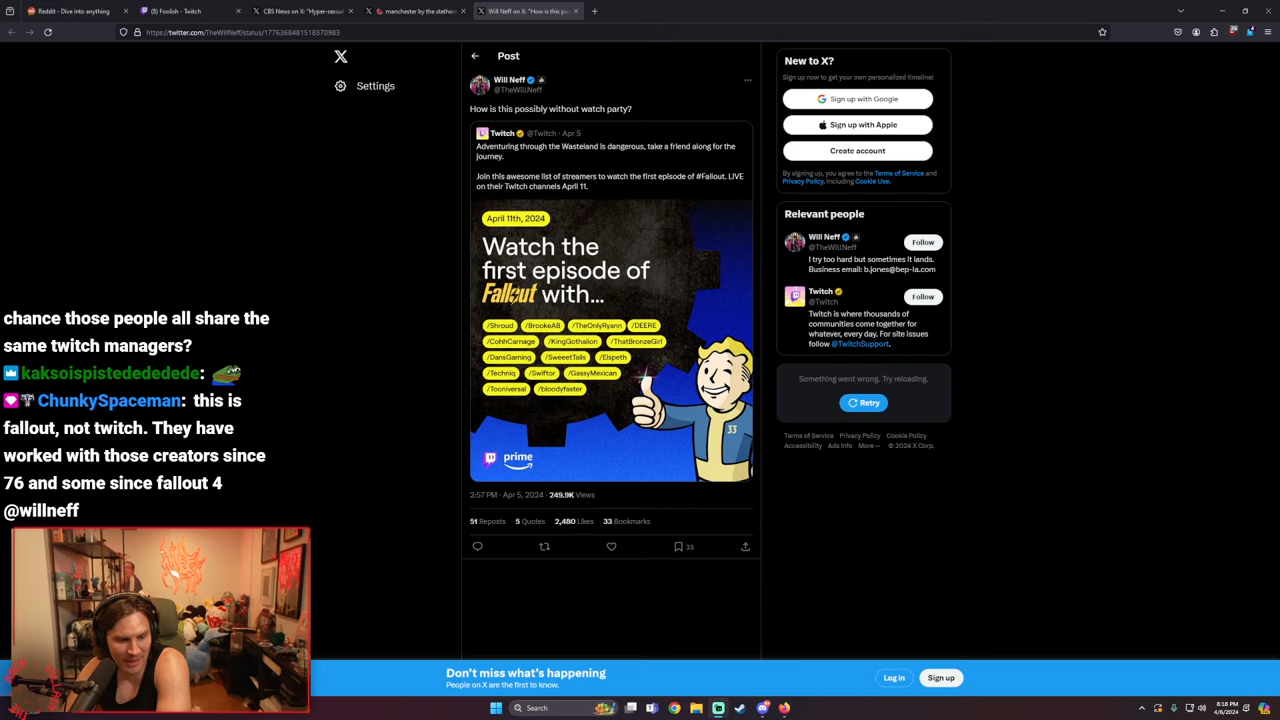 Reddit - Dive into anything
(8) Foolish - Twitch
CBS News on X: "Hyper-sexual
manchester by the statham
Will Neff on X: "How is this po
https://twitter.com/TheWillNeff/status/1776368481518370983
Settings
Post
Will Neff
@TheWillNeff
How is this possibly without watch party?
Twitch @Twitch · Apr 5
Adventuring through the Wasteland is dangerous, take a friend along for the
journey.
Join this awesome list of streamers to watch the first episode of #Fallout. LIVE
on their Twitch channels April 11.
April 11th, 2024
Watch the
first episode of
Fallout with...
/Shroud /BrookeAB /TheOnlyRyann /DEERE
/CohhCarnage /KingGothalion /ThatBronzeGirl
/DansGaming /SweeetTails /Elspeth
/Techniq /Swiftor /GassyMexican
/Tooniversal /bloodyfaster
33
prime
2:57 PM · Apr 5, 2024 · 249.9K Views
51 Reposts 5 Quotes 2,480 Likes 33 Bookmarks
33
New to X?
Sign up now to get your own personalized timeline!
Sign up with Google
Sign up with Apple
Create account
By signing up, you agree to the Terms of Service and
Privacy Policy, including Cookie Use.
Relevant people
Will Neff
@TheWillNeff
Follow
I try too hard but sometimes it lands.
Business email: b.jones@bep-la.com
Twitch
@Twitch
Follow
Twitch is where thousands of
communities come together for
whatever, every day. For site issues
follow @TwitchSupport.
Something went wrong. Try reloading.
Retry
Terms of Service Privacy Policy Cookie Policy
Accessibility Ads info More ··· © 2024 X Corp.
chance those people all share the
same twitch managers?
kaksoispistedededede:
ChunkySpaceman: this is
fallout, not twitch. They have
worked with most of those since
76 and some since fallout 4
@willneff
Don't miss what's happening
People on X are the first to know.
Log in
Sign up
Search
8:18 PM
4/6/2024